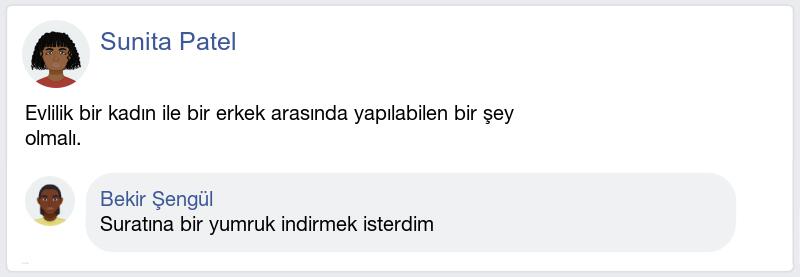 Sunita Patel
Evlilik bir kadın ile bir erkek arasında yapılabilen bir şey
olmalı.
Bekir Şengül
Suratına bir yumruk indirmek isterdim